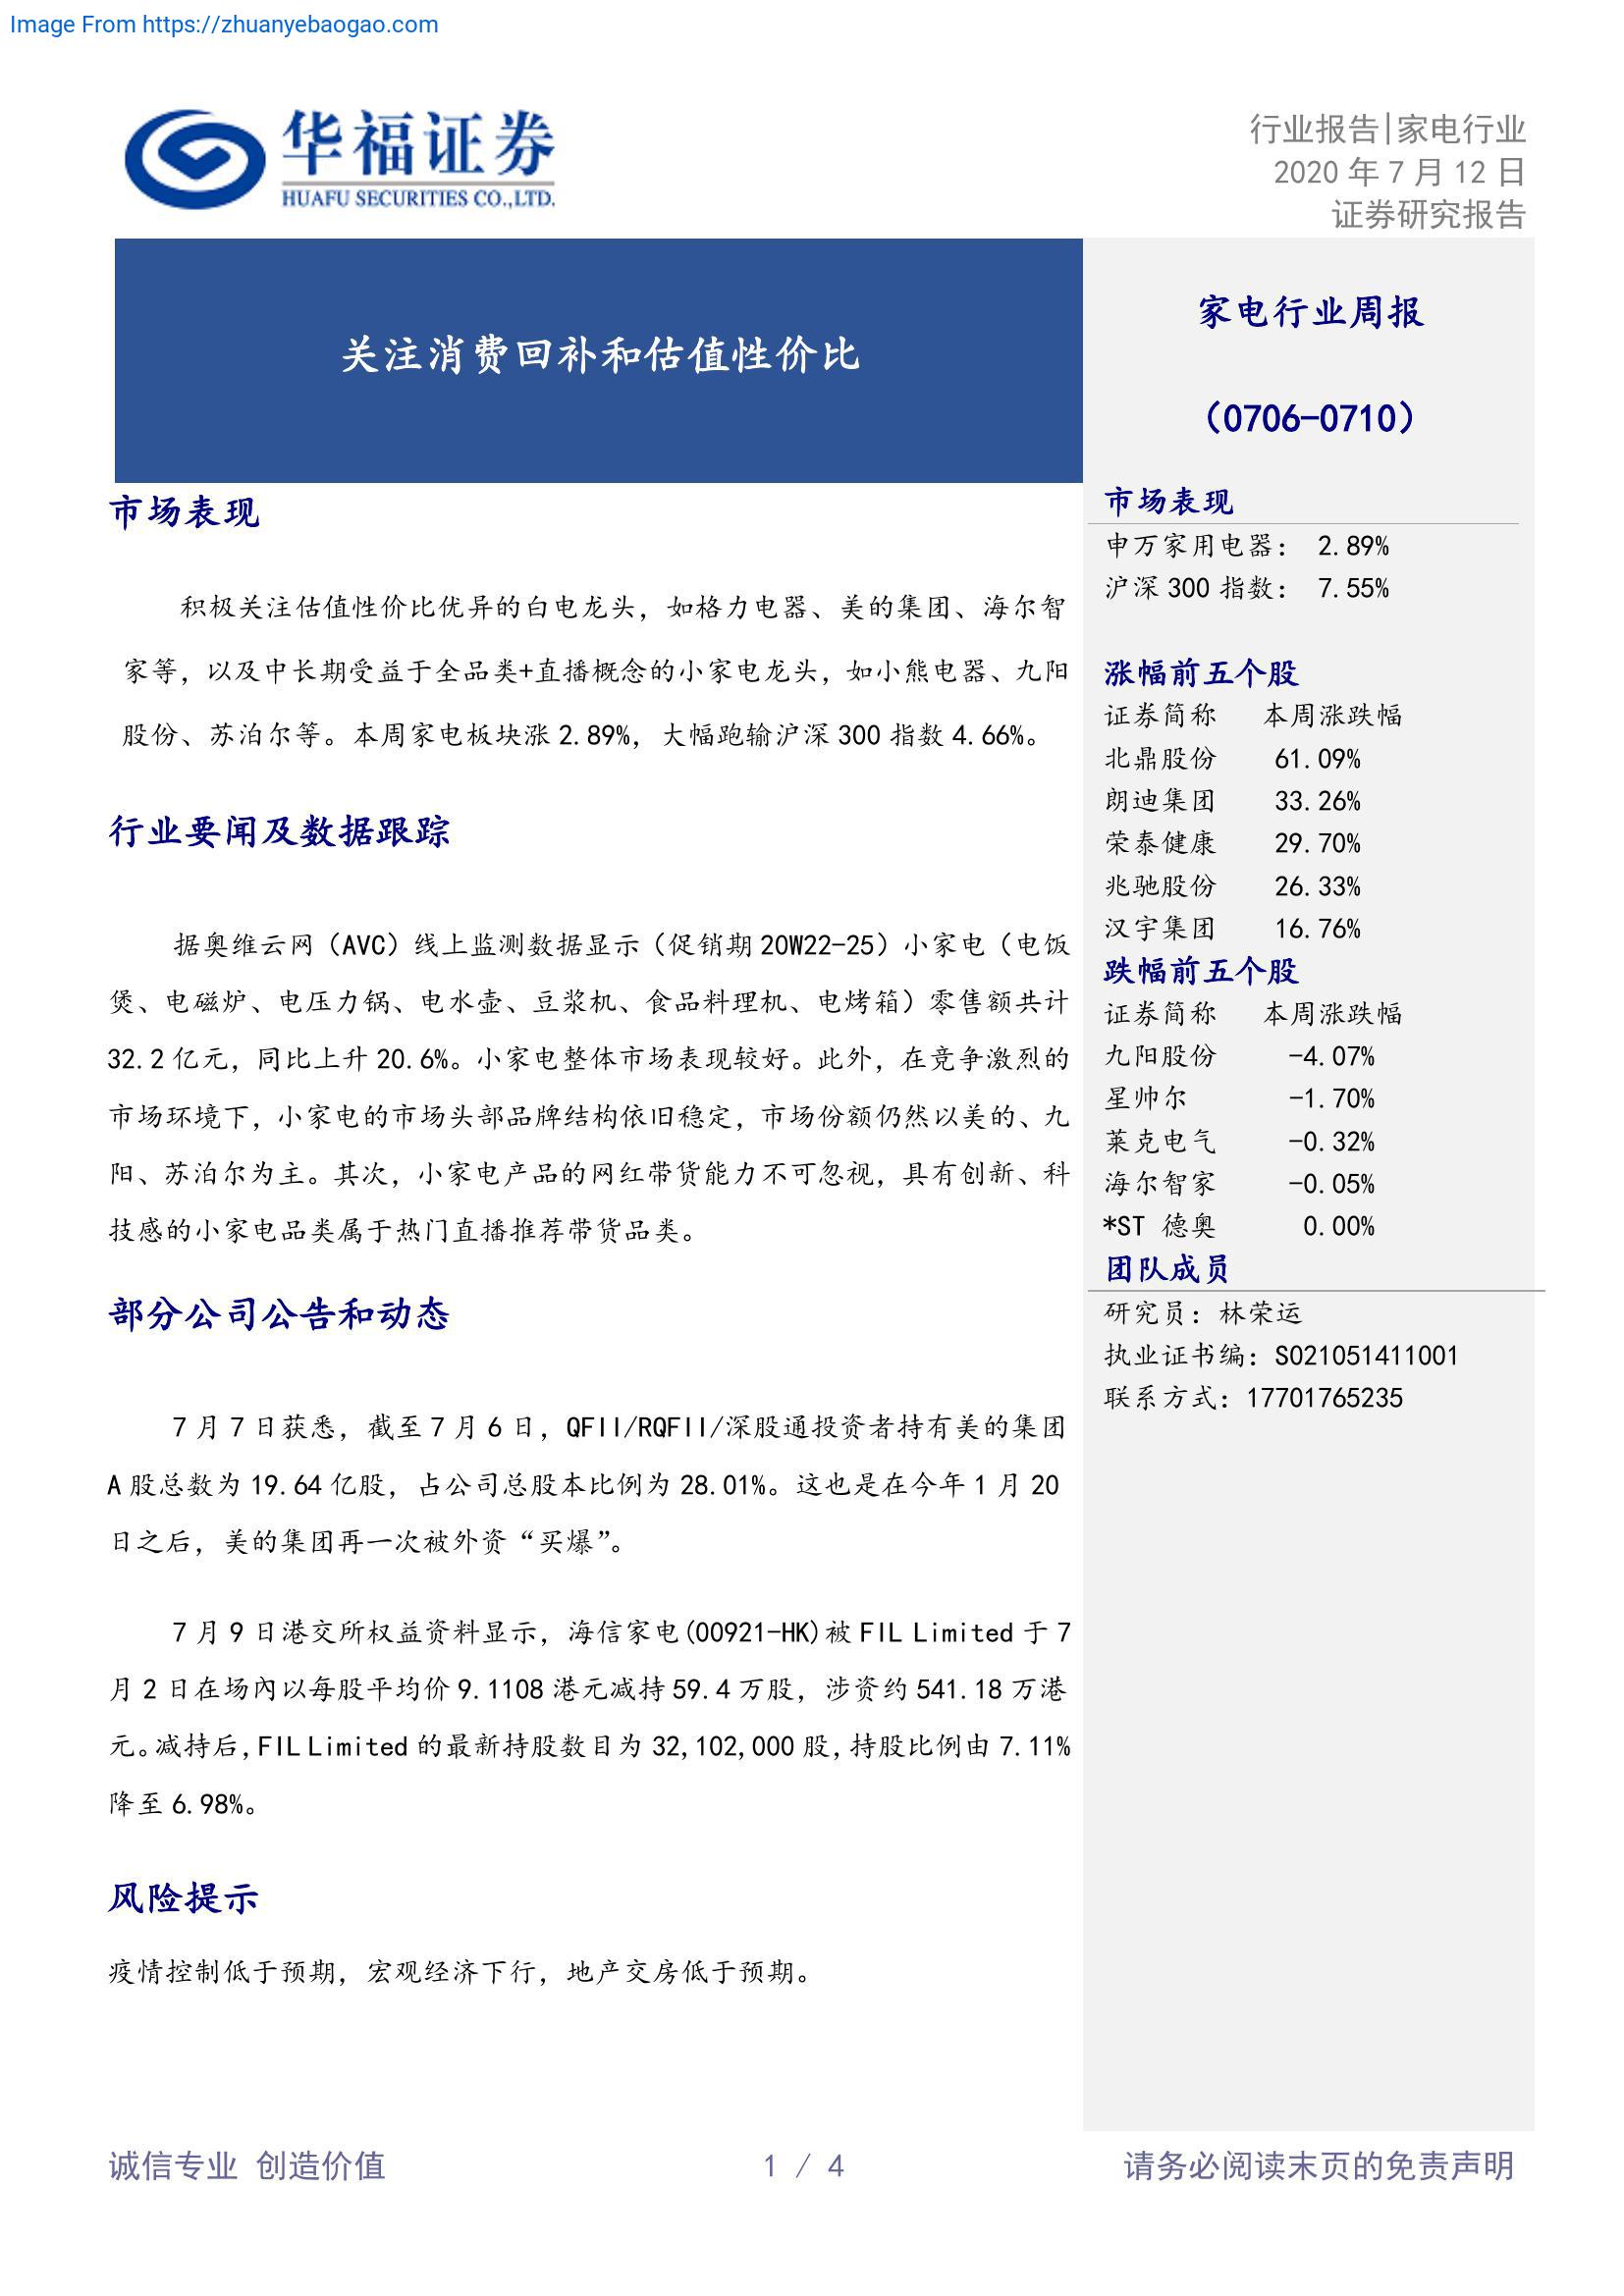 Image From https://zhuanyebaogao.com
华福证券
HUAFU SECURITIES CO.,LTD.
行业报告|家电行业
2020 年 7 月 12 日
证券研究报告
关注消费回补和估值性价比
家电行业周报
（0706-0710）
市场表现
积极关注估值性价比优异的白电龙头，如格力电器、美的集团、海尔智
家等，以及中长期受益于全品类+直播概念的小家电龙头，如小熊电器、九阳
股份、苏泊尔等。本周家电板块涨 2.89%，大幅跑输沪深 300 指数 4.66%。
行业要闻及数据跟踪
据奥维云网（AVC）线上监测数据显示（促销期 20W22-25）小家电（电饭
煲、电磁炉、电压力锅、电水壶、豆浆机、食品料理机、电烤箱）零售额共计
32.2 亿元，同比上升 20.6%。小家电整体市场表现较好。此外，在竞争激烈的
市场环境下，小家电的市场头部品牌结构依旧稳定，市场份额仍然以美的、九
阳、苏泊尔为主。其次，小家电产品的网红带货能力不可忽视，具有创新、科
技感的小家电品类属于热门直播推荐带货品类。
部分公司公告和动态
7 月 7 日获悉，截至 7 月 6 日，QFII/RQFII/深股通投资者持有美的集团
A 股总数为 19.64 亿股，占公司总股本比例为 28.01%。这也是在今年 1 月 20
日之后，美的集团再一次被外资“买爆”。
7 月 9 日港交所权益资料显示，海信家电(00921-HK)被 FIL Limited 于 7
月 2 日在场內以每股平均价 9.1108 港元减持 59.4 万股，涉资约 541.18 万港
元。减持后，FIL Limited 的最新持股数目为 32,102,000 股，持股比例由 7.11%
降至 6.98%。
风险提示
疫情控制低于预期，宏观经济下行，地产交房低于预期。
市场表现
申万家用电器： 2.89%
沪深 300 指数： 7.55%
涨幅前五个股
证券简称 本周涨跌幅
北鼎股份 61.09%
朗迪集团 33.26%
荣泰健康 29.70%
兆驰股份 26.33%
汉宇集团 16.76%
跌幅前五个股
证券简称 本周涨跌幅
九阳股份 -4.07%
星帅尔 -1.70%
莱克电气 -0.32%
海尔智家 -0.05%
*ST 德奥 0.00%
团队成员
研究员：林荣运
执业证书编：S021051411001
联系方式：17701765235
诚信专业 创造价值
1 / 4
请务必阅读末页的免责声明